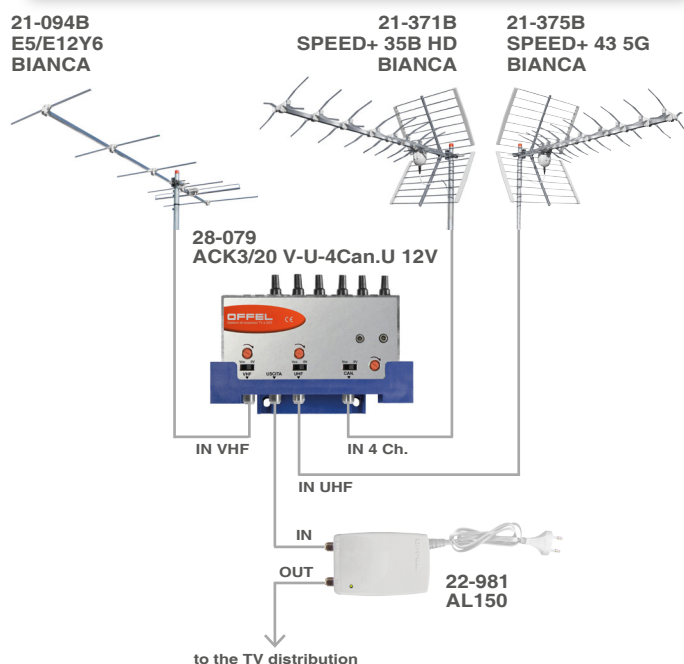 21-094B
E5/E12Y6
BIANCA
21-371B
SPEED+ 35B HD
BIANCA
21-375B
SPEED+ 43 5G
BIANCA
28-079
ACK3/20 V-U-4Can.U 12V
OFFEL
CE
VHF
USCITA
UHF
CAN.
IN VHF
IN 4 Ch.
IN UHF
IN
OUT
OFFEL
22-981
AL150
to the TV distribution